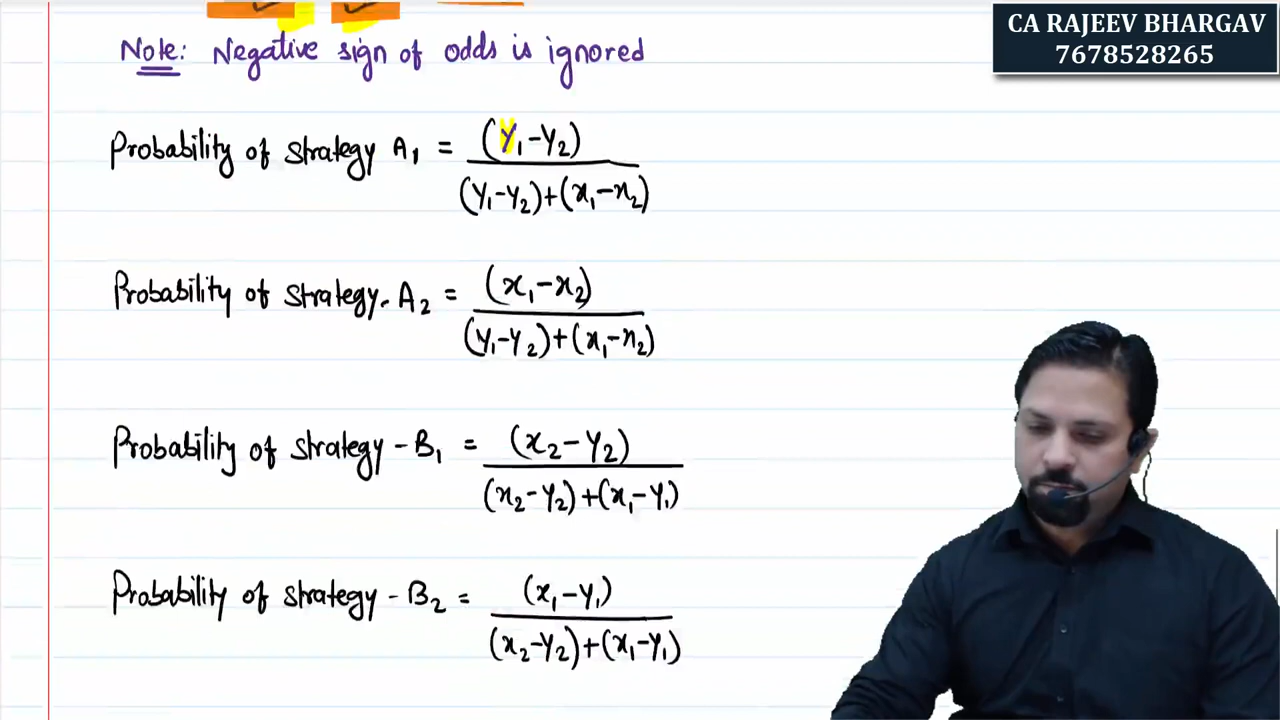 CA RAJEEV BHARGAV
7678528265
Note: Negative sign of odds is ignored
Probability of strategy A₁ = (Y₁-Y₂)
(Y₁-Y₂)+(x₁-x₂)
Probability of strategy - A₂ = (x₁-x₂)
(Y₁-Y₂)+(x₁-x₂)
Probability of strategy - B₁ = (x₂-Y₂)
(x₂-Y₂)+(x₁-Y₁)
Probability of strategy - B₂ = (x₁-Y₁)
(x₂-Y₂)+(x₁-Y₁)